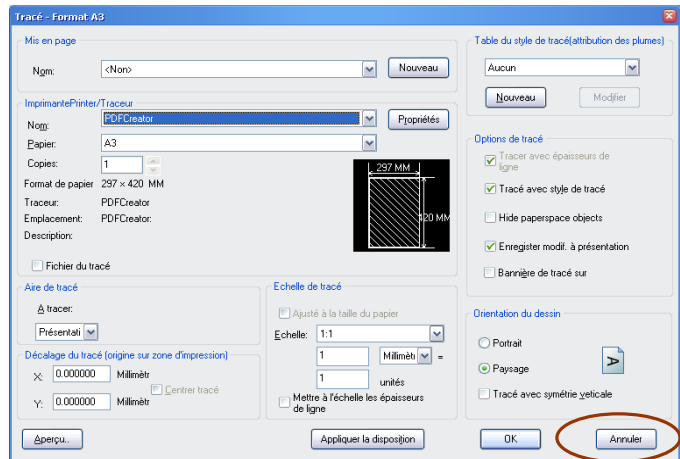 Tracé - Format A3
Mis en page
Nom: <Non> Nouveau
ImprimantePrinter/Traceur
Nom: PDFCreator Propriétés
Papier: A3
Copies: 1
Format de papier 297 × 420 MM
Traceur: PDFCreator
Emplacement: PDFCreator:
Description:
Fichier du tracé
297 MM
420 MM
Aire de tracé
A tracer:
Présentati
Décalage du tracé (origine sur zone d'impression)
X: 0.000000 Millimètr
Centrer tracé
Y: 0.000000 Millimètr
Echelle de tracé
Ajusté à la taille du papier
Echelle: 1:1
1 Millimètr =
1 unités
Mettre à l'échelle les épaisseurs
de ligne
Table du style de tracé(attribution des plumes)
Aucun
Nouveau Modifier
Options de tracé
Tracer avec épaisseurs de
ligne
Tracé avec style de tracé
Hide paperspace objects
Enregister modif. à présentation
Bannière de tracé sur
Orientation du dessin
Portrait
Paysage
A
Tracé avec symétrie veticale
Aperçu.. Appliquer la disposition OK Annuler